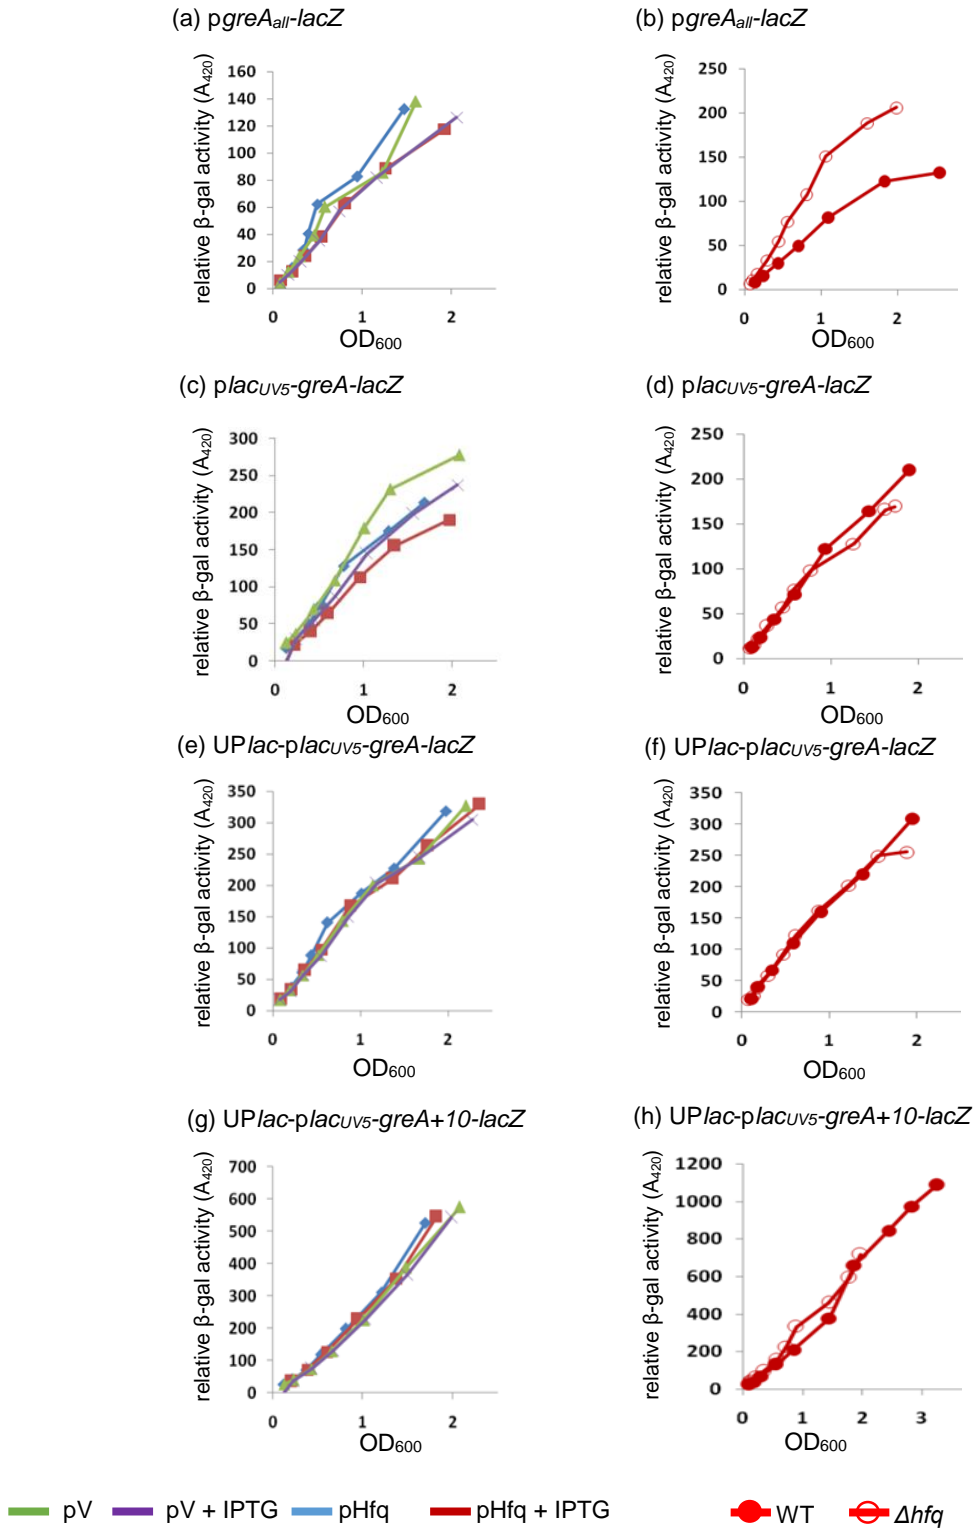 (a) pgreAall-lacZ
(b) pgreAall-lacZ
relative β-gal activity (A420)
160
140
120
100
80
60
40
20
0
0 1 2
OD600
relative β-gal activity (A420)
250
200
150
100
50
0
0 1 2
OD600
(c) placUV5-greA-lacZ
(d) placUV5-greA-lacZ
relative β-gal activity (A420)
300
250
200
150
100
50
0
0 1 2
OD600
relative β-gal activity (A420)
250
200
150
100
50
0
0 1 2
OD600
(e) UPlac-placUV5-greA-lacZ
(f) UPlac-placUV5-greA-lacZ
relative β-gal activity (A420)
350
300
250
200
150
100
50
0
0 1 2
OD600
relative β-gal activity (A420)
350
300
250
200
150
100
50
0
0 1 2
OD600
(g) UPlac-placUV5-greA+10-lacZ
(h) UPlac-placUV5-greA+10-lacZ
relative β-gal activity (A420)
700
600
500
400
300
200
100
0
0 1 2
OD600
relative β-gal activity (A420)
1200
1000
800
600
400
200
0
0 1 2 3
OD600
pV pV + IPTG pHfq pHfq + IPTG WT Δhfq